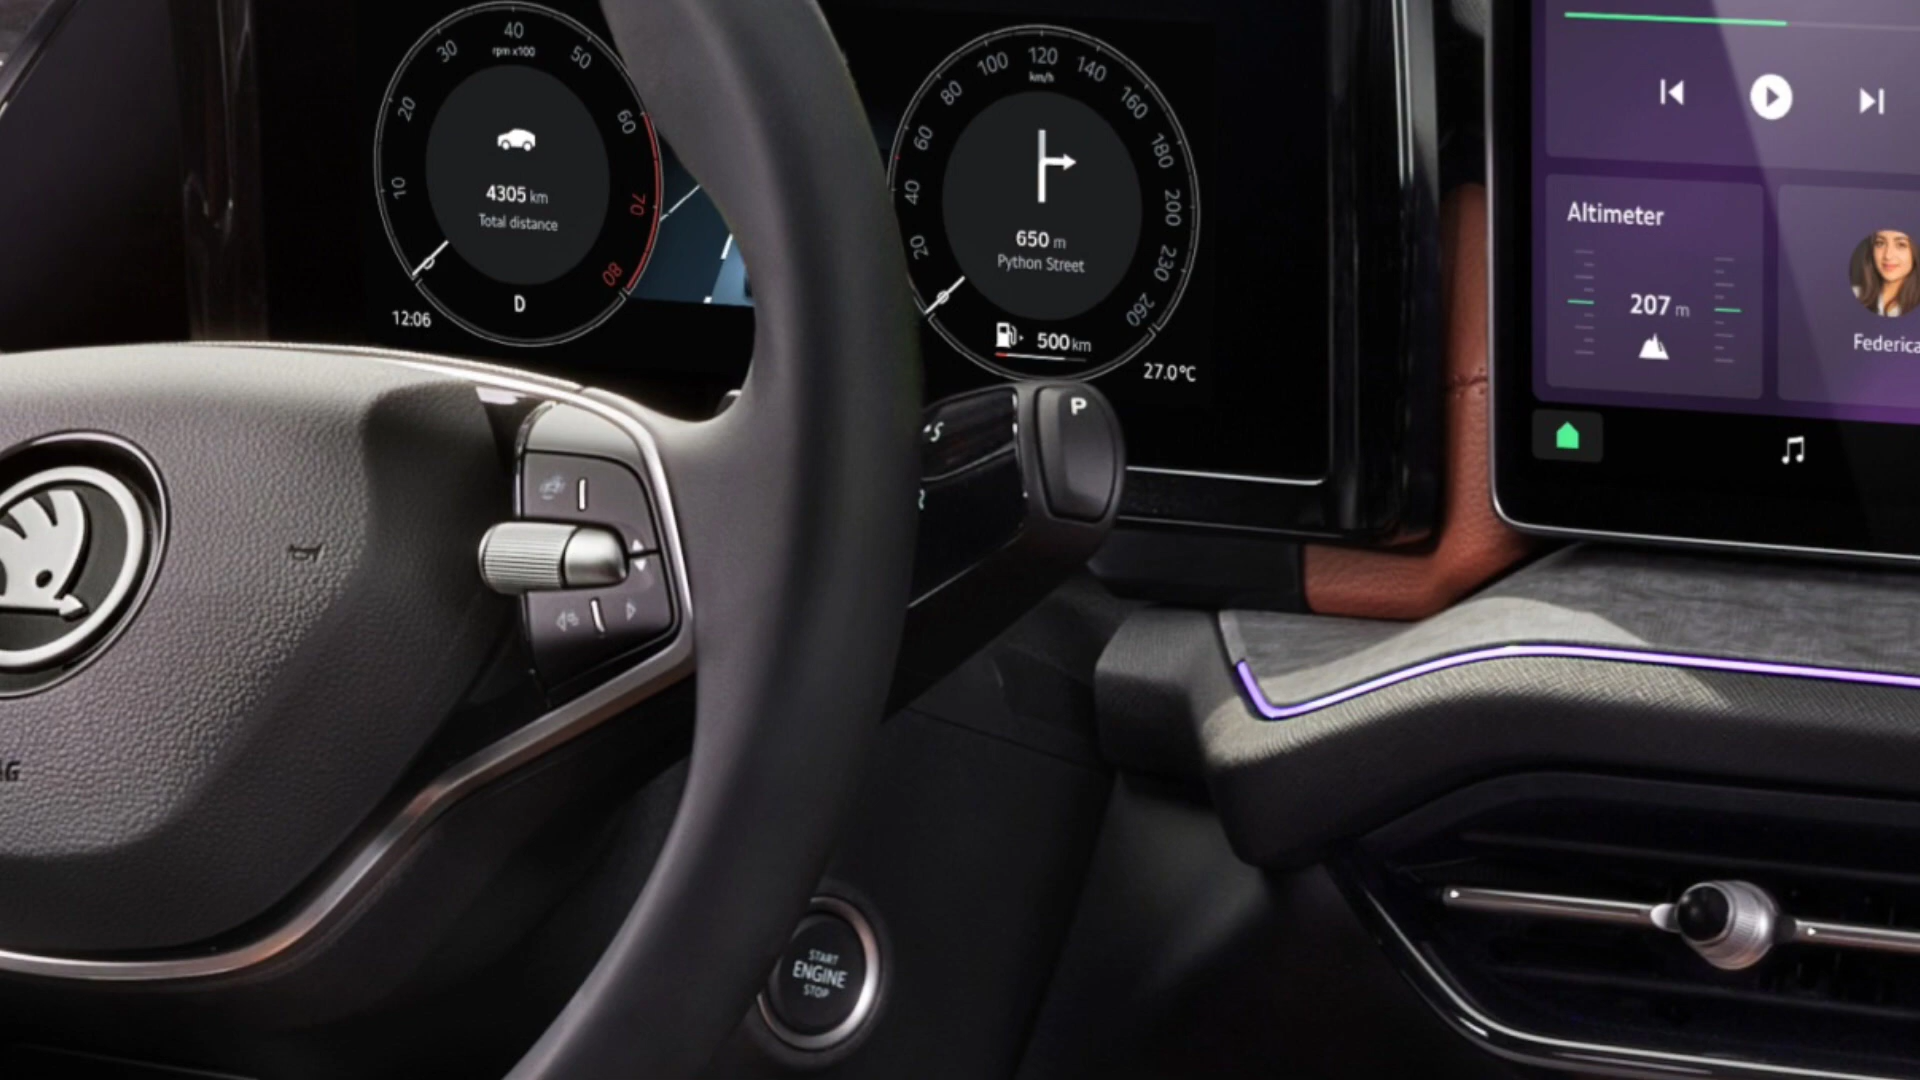 10
20
30
40
rpm x100
50
60
70
80
4305 km
Total distance
D
12:06
20
40
60
80
100
120
km/h
140
160
180
200
230
260
650 m
Python Street
500 km
27.0°C
P
Altimeter
207 m
Federica
START
ENGINE
STOP